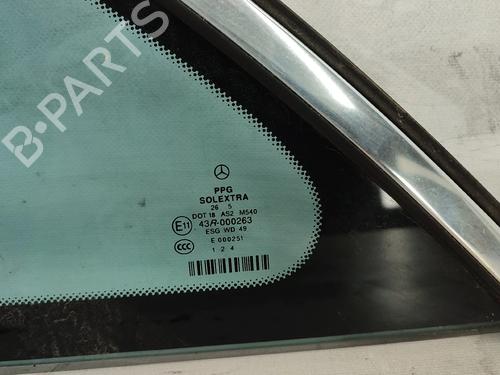 B-PARTS
PPG
SOLEXTRA
26 5
DOT 18 AS2 M540
E11 43R-000263
ESG WD 49
CCC E 000251
1 2 4